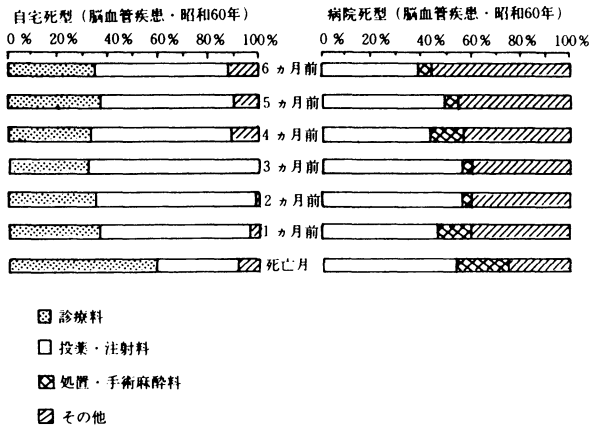 自宅死型（脳血管疾患・昭和60年）
病院死型（脳血管疾患・昭和60年）
0 % 20 % 40 % 60 % 80 % 100 %
0 % 20 % 40 % 60 % 80 % 100 %
6 ヵ月前
5 ヵ月前
4 ヵ月前
3 ヵ月前
2 ヵ月前
1 ヵ月前
死亡月
診療料
投薬・注射料
処置・手術麻酔料
その他